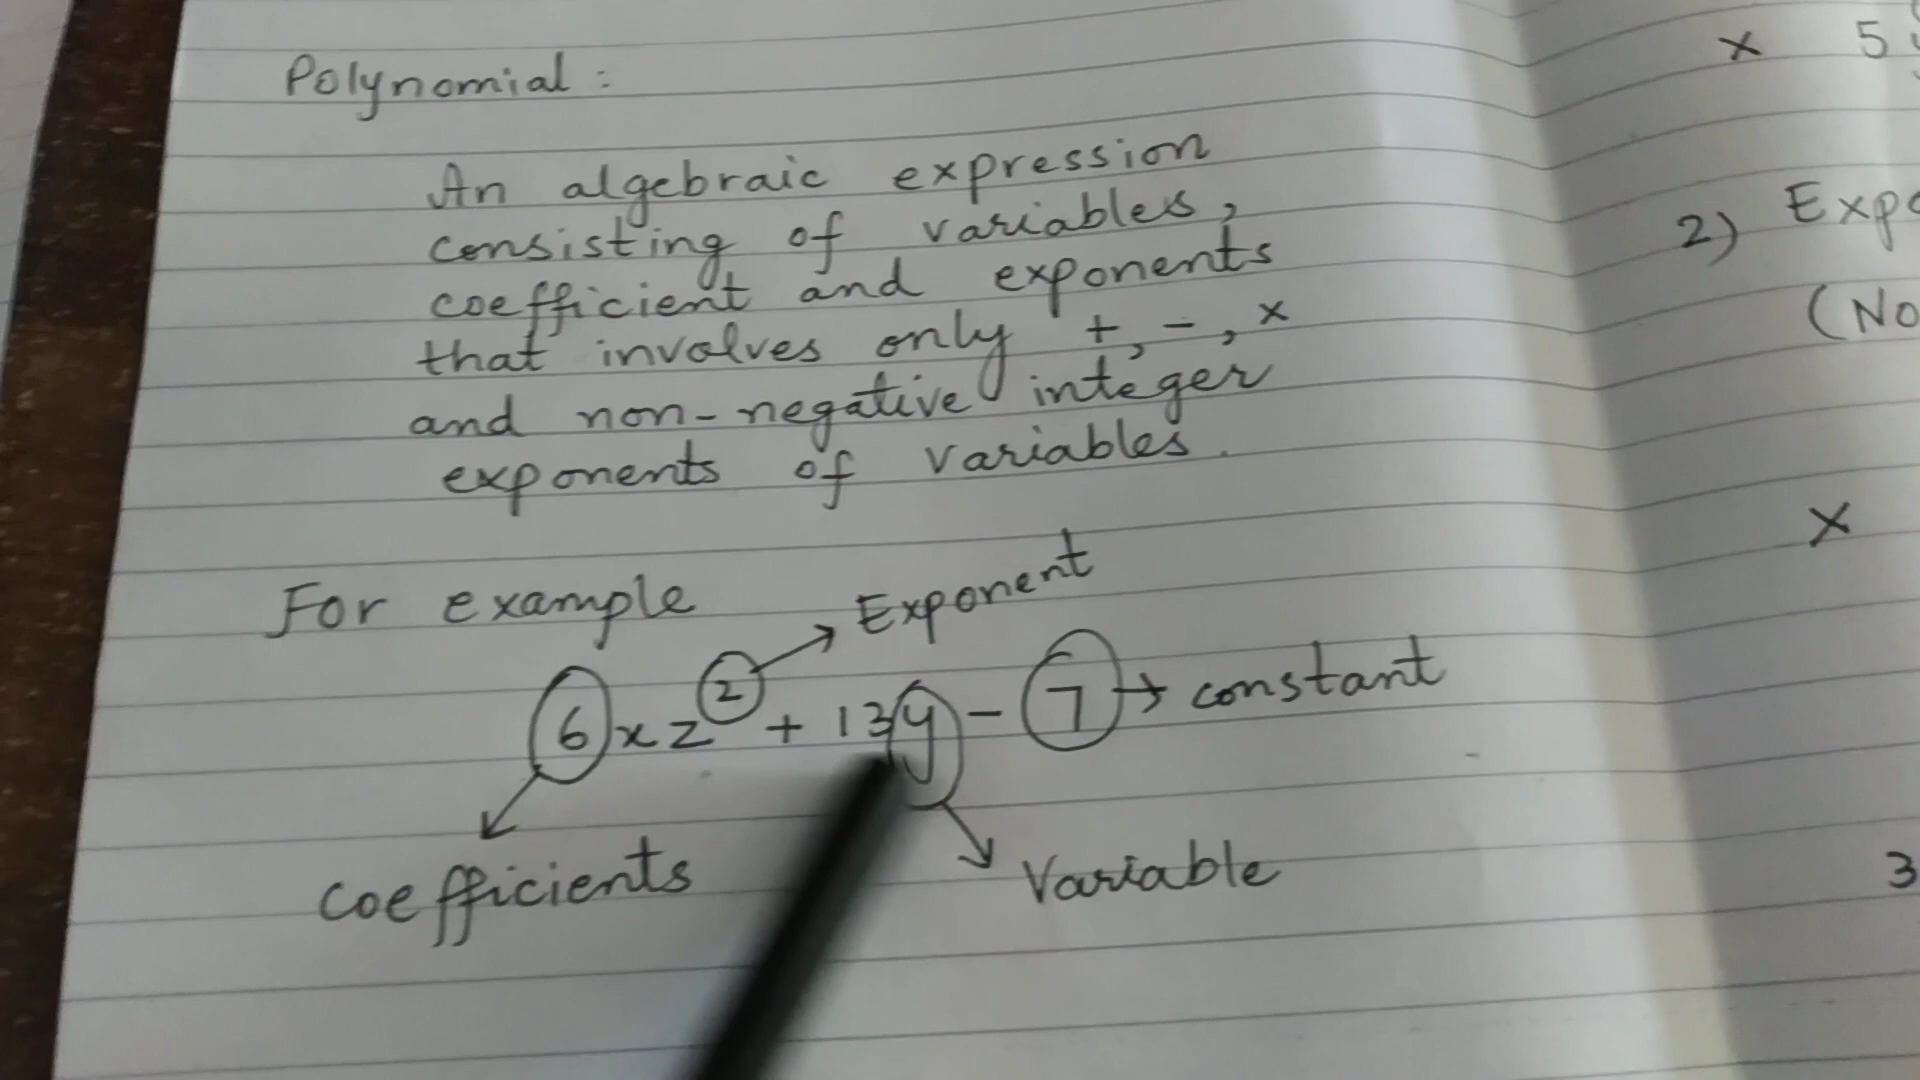 Polynomial :
An algebraic expression
consisting of variables,
coefficient and exponents
that involves only +, -, ×
and non-negative integer
exponents of variables.
For example
Exponent
6xz² + 13y - 7 → constant
Coefficients
Variable
× 5
2)
(No
×
3